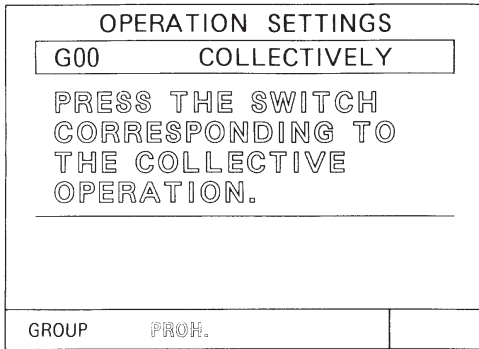 OPERATION SETTINGS
G00 COLLECTIVELY
PRESS THE SWITCH
CORRESPONDING TO
THE COLLECTIVE
OPERATION.
GROUP PROH.